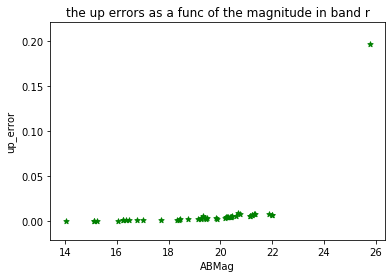 the up errors as a func of the magnitude in band r
0.20
0.15
0.10
0.05
0.00
up_error
14 16 18 20 22 24 26
ABMag